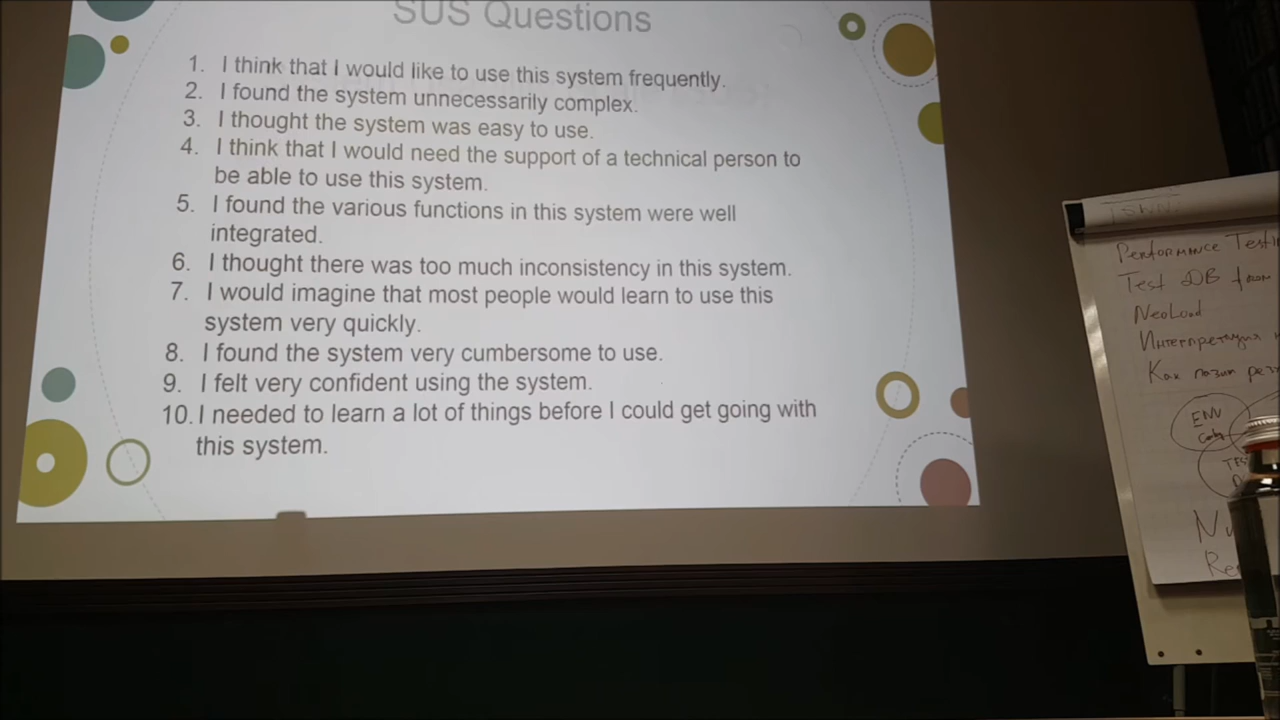 SUS Questions
1. I think that I would like to use this system frequently.
2. I found the system unnecessarily complex.
3. I thought the system was easy to use.
4. I think that I would need the support of a technical person to
be able to use this system.
5. I found the various functions in this system were well
integrated.
6. I thought there was too much inconsistency in this system.
7. I would imagine that most people would learn to use this
system very quickly.
8. I found the system very cumbersome to use.
9. I felt very confident using the system.
10. I needed to learn a lot of things before I could get going with
this system.
Performance Testi
Test DB from
NeoLoad
Интерпретация
Как
ENV